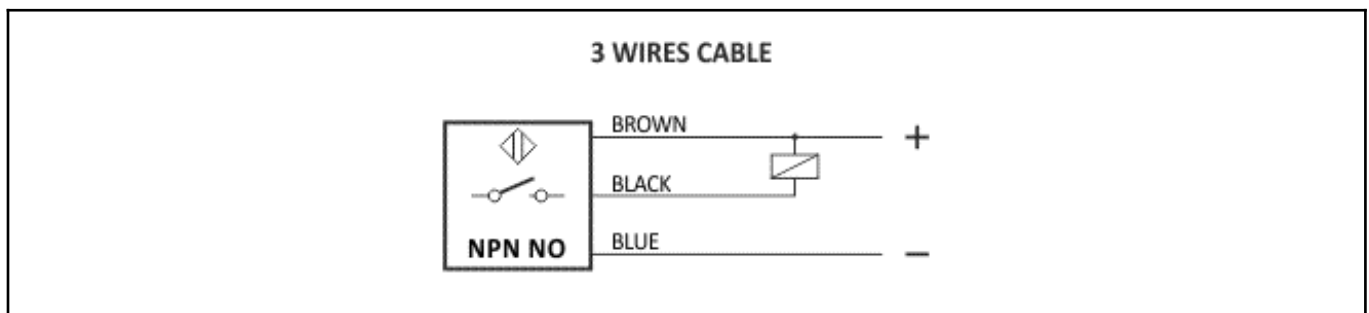 3 WIRES CABLE
BROWN
+
BLACK
NPN NO
BLUE
−